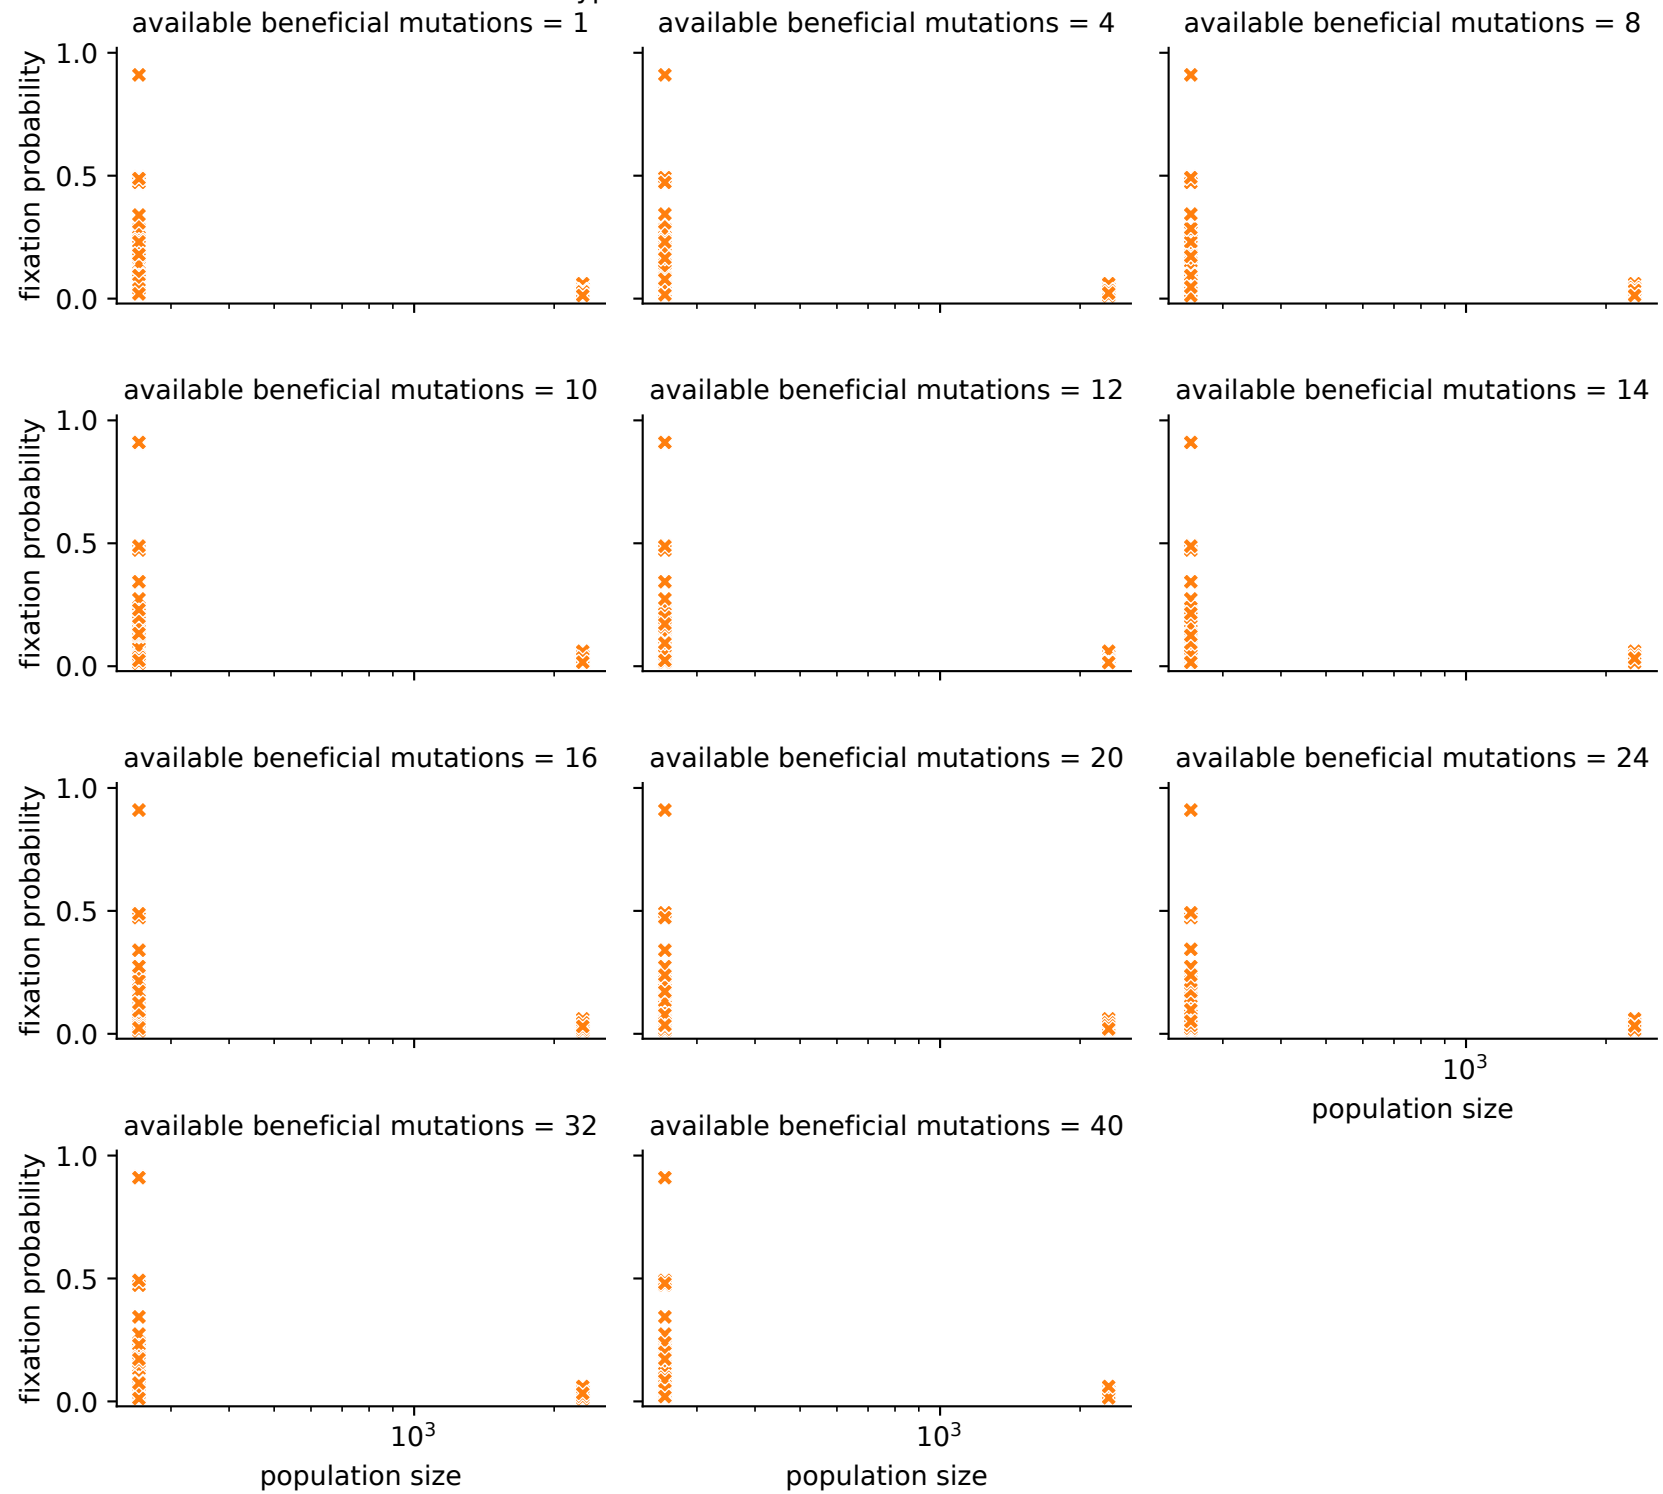 available beneficial mutations = 1
available beneficial mutations = 4
available beneficial mutations = 8
fixation probability
1.0
0.5
0.0
available beneficial mutations = 10
available beneficial mutations = 12
available beneficial mutations = 14
fixation probability
1.0
0.5
0.0
available beneficial mutations = 16
available beneficial mutations = 20
available beneficial mutations = 24
fixation probability
1.0
0.5
0.0
10³
population size
available beneficial mutations = 32
available beneficial mutations = 40
fixation probability
1.0
0.5
0.0
10³
10³
population size
population size